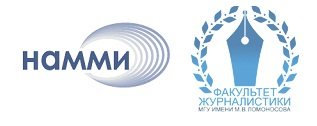 намми
ФАКУЛЬТЕТ
ЖУРНАЛИСТИКИ
МГУ ИМЕНИ М.В. ЛОМОНОСОВА